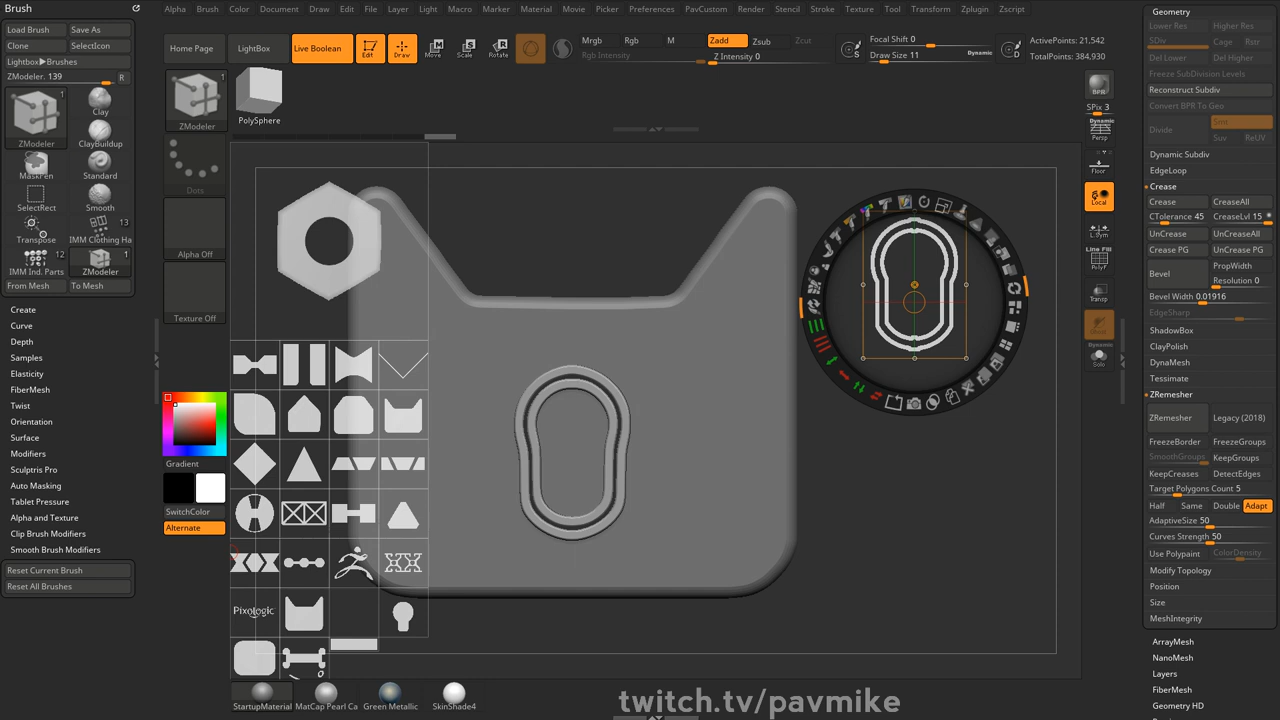 Brush
Load Brush Save As
Clone SelectIcon
Lightbox▶Brushes
ZModeler. 139 R
ZModeler 1
Clay
ClayBuildup
MaskPen Standard
SelectRect Smooth
Transpose IMM Clothing Ha 13
IMM Ind. Parts 12 ZModeler 1
From Mesh To Mesh
Create
Curve
Depth
Samples
Elasticity
FiberMesh
Twist
Orientation
Surface
Modifiers
Sculptris Pro
Auto Masking
Tablet Pressure
Alpha and Texture
Clip Brush Modifiers
Smooth Brush Modifiers
Reset Current Brush
Reset All Brushes
Alpha Brush Color Document Draw Edit File Layer Light Macro Marker Material Movie Picker Preferences PavCustom Render Stencil Stroke Texture Tool Transform Zplugin Zscript
Home Page LightBox Live Boolean Edit Draw Move Scale Rotate
Mrgb Rgb M Zadd Zsub Zcut
Rgb Intensity Z Intensity 0
S Focal Shift 0
Draw Size 11 Dynamic D
ActivePoints: 21,542
TotalPoints: 384,930
ZModeler 1
PolySphere
Dots
Alpha Off
Texture Off
Gradient
SwitchColor
Alternate
Pixologic
StartupMaterial MatCap Pearl Ca Green Metallic SkinShade4
twitch.tv/pavmike
BPR
SPix 3
Dynamic
Persp
Floor
Local
L.Sym
Line Fill
PolyF
Transp
Dynamic
Solo
Geometry
Lower Res Higher Res
SDiv Cage Rstr
Del Lower Del Higher
Freeze SubDivision Levels
Reconstruct Subdiv
Convert BPR To Geo
Divide Smt
Suv ReUV
Dynamic Subdiv
EdgeLoop
Crease
Crease CreaseAll
CTolerance 45 CreaseLvl 15
UnCrease UnCreaseAll
Crease PG UnCrease PG
Bevel PropWidth
Resolution 0
Bevel Width 0.01916
EdgeSharp
ShadowBox
ClayPolish
DynaMesh
Tessimate
ZRemesher
ZRemesher Legacy (2018)
FreezeBorder FreezeGroups
SmoothGroups KeepGroups
KeepCreases DetectEdges
Target Polygons Count 5
Half Same Double Adapt
AdaptiveSize 50
Curves Strength 50
Use Polypaint ColorDensity
Modify Topology
Position
Size
MeshIntegrity
ArrayMesh
NanoMesh
Layers
FiberMesh
Geometry HD